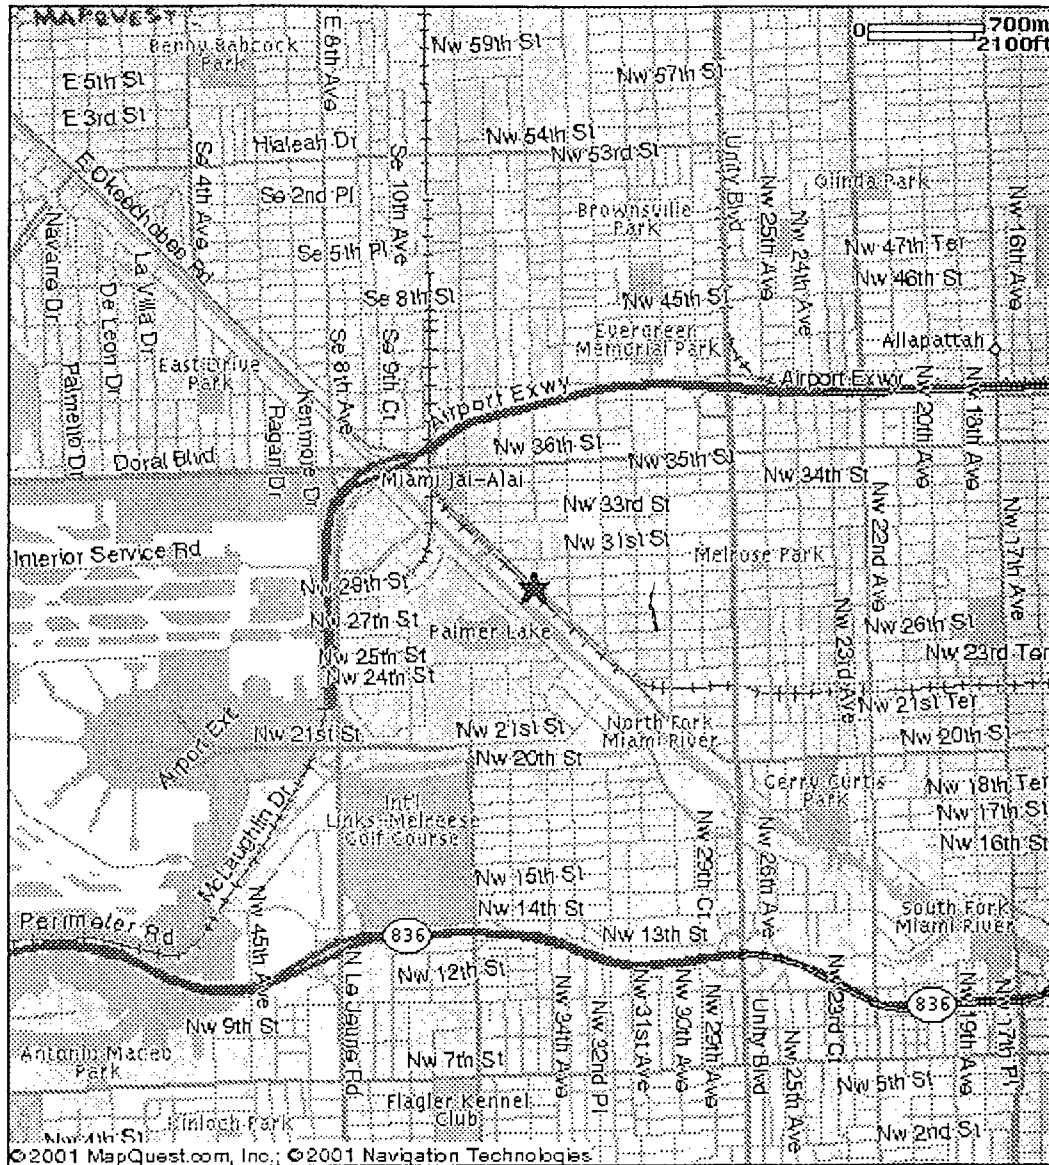 MAPQUEST
0 700m
2100ft
Benny Babcock
Park
E 8th Ave
Nw 59th St
Nw 57th St
E 5th St
E 3rd St
Hialeah Dr
Nw 54th St
Nw 53rd St
Se 4th Ave
Se 10th Ave
Unity Blvd
E Okeechobee Rd
Se 2nd Pl
Glinda Park
Nw 25th Ave
Nw 24th Ave
Nw 16th Ave
Brownsville
Park
Navarre Dr
La Villa Dr
De Leon Dr
Palmetto Dr
Se 5th Pl
Nw 47th Ter
Nw 46th St
Se 8th St
Nw 45th St
Evergreen
Memorial Park
Allapattah
East Drive
Park
Se 8th Ave
Se 9th Ct
Airport Exwy
Airport Exwy
Kenmore Dr
Ragan Dr
Nw 20th Ave
Nw 18th Ave
Doral Blvd
Nw 36th St
Nw 35th St
Nw 34th St
Miami Jai-Alai
Nw 33rd St
Nw 31st St
Melrose Park
Nw 22nd Ave
Nw 17th Ave
Interior Service Rd
Nw 28th St
Nw 27th St
Palmer Lake
Nw 25th St
Nw 24th St
Nw 23rd Ave
Nw 26th St
Nw 23rd Ter
Nw 21st Ter
Airport Ext
Nw 21st St
Nw 21st St
Nw 20th St
North Fork
Miami River
Nw 20th St
McLaughlin Dr
Int'l
Links-Melreese
Golf Course
Gerry Curtis
Park
Nw 18th Ter
Nw 17th St
Nw 16th St
Nw 29th Ct
Nw 26th Ave
Nw 15th St
Nw 14th St
Nw 13th St
South Fork
Miami River
Perimeter Rd
Nw 45th Ave
836
Nw 12th St
N Le Jeune Rd
Nw 34th Ave
Nw 32nd Pl
Nw 31st Ave
Nw 30th Ave
Nw 29th Ave
Unity Blvd
Nw 25th Ave
Nw 23rd Ct
836
Nw 19th Ave
Nw 17th Pl
Nw 9th St
Antonio Maceo
Park
Nw 7th St
Nw 5th St
Flagler Kennel
Club
Kinloch Park
Nw 4th St
Nw 2nd St
©2001 MapQuest.com, Inc.; ©2001 Navigation Technologies